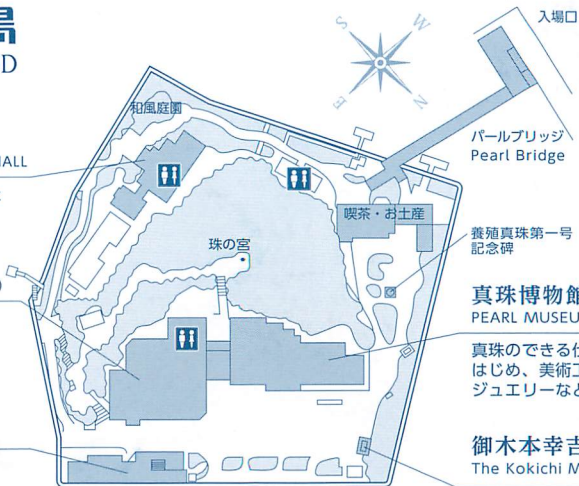 場
D
入場口
S
W
E
N
和風庭園
HALL
パールブリッジ
Pearl Bridge
喫茶・お土産
珠の宮
養殖真珠第一号
記念碑
真珠博物館
PEARL MUSEU
真珠のできる仕
はじめ、美術工
ジュエリーなど
御木本幸吉
The Kokichi M